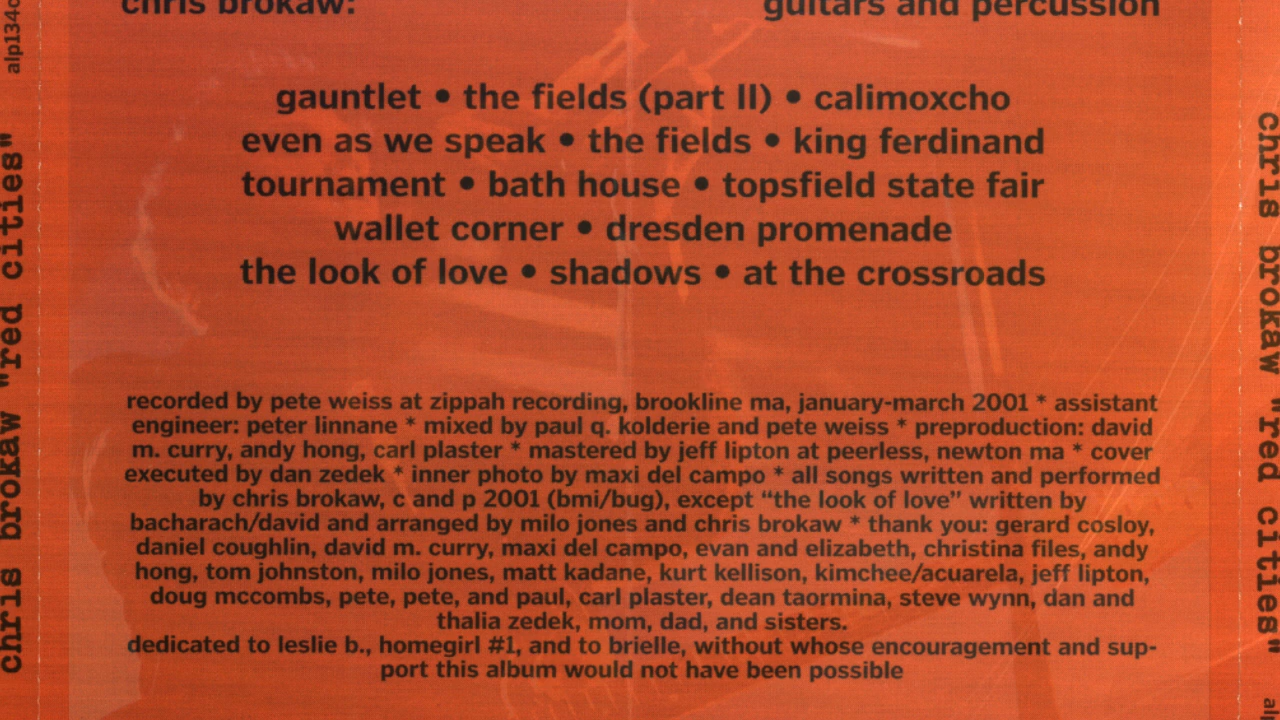 chris brokaw: guitars and percussion
gauntlet • the fields (part II) • calimoxcho
even as we speak • the fields • king ferdinand
tournament • bath house • topsfield state fair
wallet corner • dresden promenade
the look of love • shadows • at the crossroads
recorded by pete weiss at zippah recording, brookline ma, january-march 2001 * assistant
engineer: peter linnane * mixed by paul q. kolderie and pete weiss * preproduction: david
m. curry, andy hong, carl plaster * mastered by jeff lipton at peerless, newton ma * cover
executed by dan zedek * inner photo by maxi del campo * all songs written and performed
by chris brokaw, c and p 2001 (bmi/bug), except “the look of love” written by
bacharach/david and arranged by milo jones and chris brokaw * thank you: gerard cosloy,
daniel coughlin, david m. curry, maxi del campo, evan and elizabeth, christina files, andy
hong, tom johnston, milo jones, matt kadane, kurt kellison, kimchee/acuarela, jeff lipton,
doug mccombs, pete, pete, and paul, carl plaster, dean taormina, steve wynn, dan and
thalia zedek, mom, dad, and sisters.
dedicated to leslie b., homegirl #1, and to brielle, without whose encouragement and sup-
port this album would not have been possible
chris brokaw "red cities" alp134c
chris brokaw "red cities"